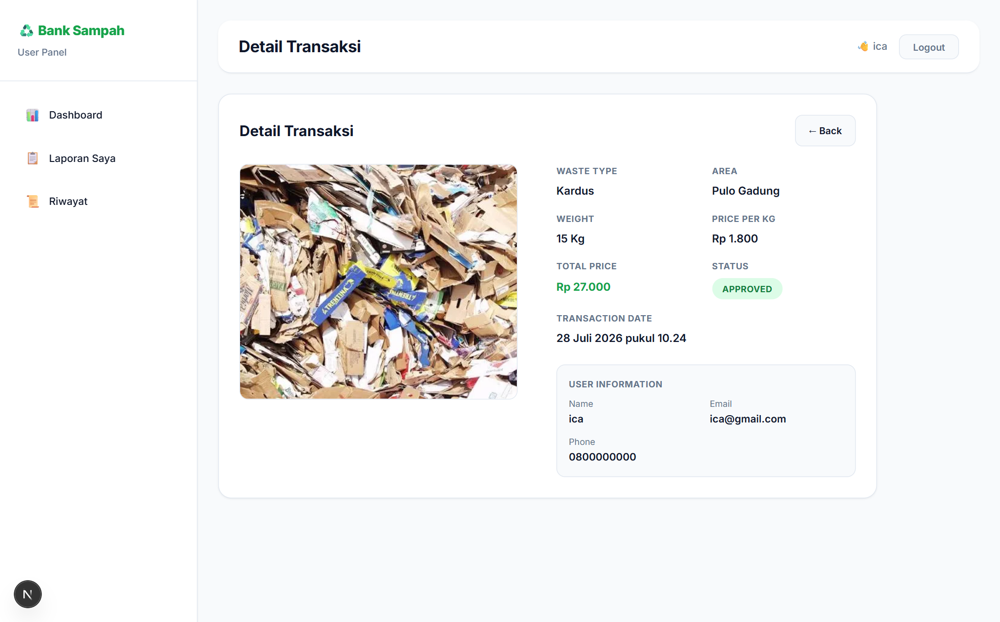 Bank Sampah
User Panel
Dashboard
Laporan Saya
Riwayat
N
Detail Transaksi
ica
Logout
Detail Transaksi
← Back
TRENTINA
TRENTINA
TRENTINA
WASTE TYPE
Kardus
AREA
Pulo Gadung
WEIGHT
15 Kg
PRICE PER KG
Rp 1.800
TOTAL PRICE
Rp 27.000
STATUS
APPROVED
TRANSACTION DATE
28 Juli 2026 pukul 10.24
USER INFORMATION
Name
ica
Email
ica@gmail.com
Phone
0800000000